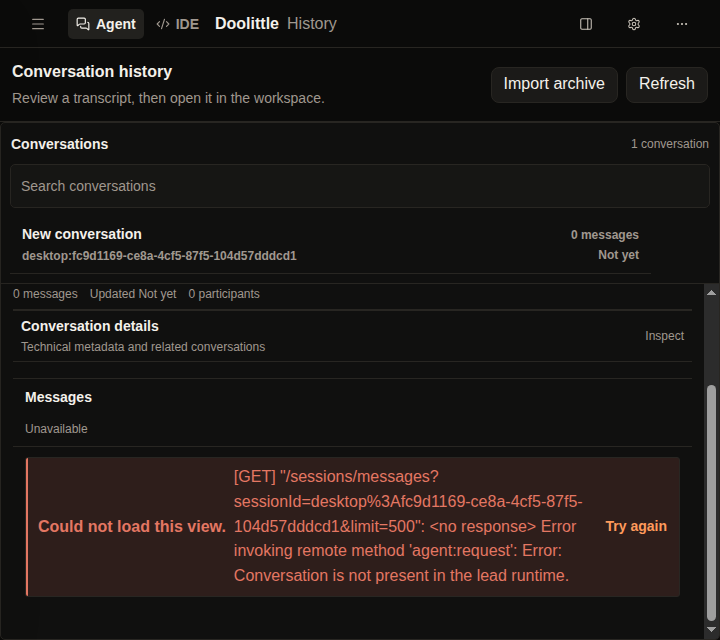 Agent
IDE
Doolittle History
Conversation history
Review a transcript, then open it in the workspace.
Import archive
Refresh
Conversations
1 conversation
Search conversations
New conversation
0 messages
desktop:fc9d1169-ce8a-4cf5-87f5-104d57dddcd1
Not yet
0 messages Updated Not yet 0 participants
Conversation details
Technical metadata and related conversations
Inspect
Messages
Unavailable
Could not load this view.
[GET] "/sessions/messages?
sessionId=desktop%3Afc9d1169-ce8a-4cf5-87f5-
104d57dddcd1&limit=500": <no response> Error
invoking remote method 'agent:request': Error:
Conversation is not present in the lead runtime.
Try again